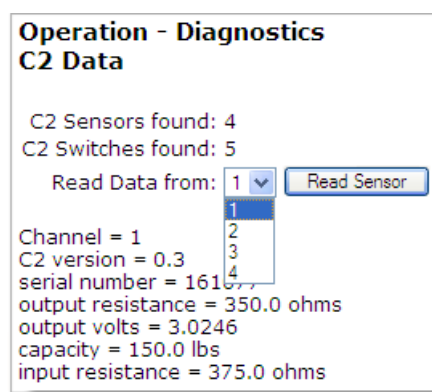 Operation - Diagnostics
C2 Data
C2 Sensors found: 4
C2 Switches found: 5
Read Data from: 1 Read Sensor
1
2
3
4
Channel = 1
C2 version = 0.3
serial number =
output resistance = 350.0 ohms
output volts = 3.0246
capacity = 150.0 lbs
input resistance = 375.0 ohms